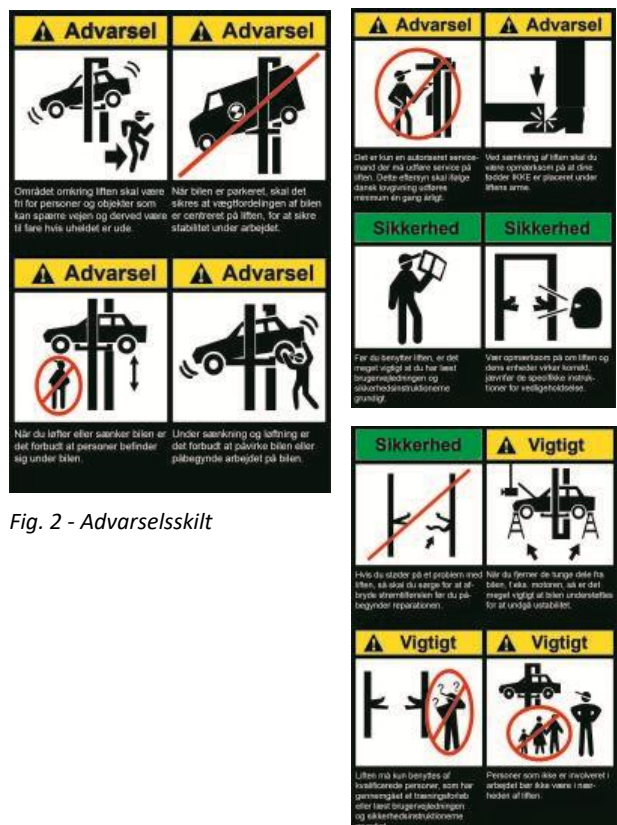 Advarsel
Området omkring liften skal være
fri for personer og objekter som
kan spærre vejen og derved være
til fare hvis uheldet er ude.
Advarsel
Når bilen er parkeret, skal det
sikres at vægtfordelingen af bilen
er centreret på liften, for at sikre
stabilitet under arbejdet.
Advarsel
Når du løfter eller sænker bilen er
det forbudt at personer befinder
sig under bilen.
Advarsel
Under sænkning og løftning er
det forbudt at påvirke bilen eller
påbegynde arbejdet på bilen.
Fig. 2 - Advarselsskilt
Advarsel
Det er kun en autoriseret service-
mand der må udføre service på
liften. Dette eftersyn skal ifølge
dansk lovgivning udføres
minimum én gang årligt.
Advarsel
Ved sænkning af liften skal du
være opmærksom på at dine
fødder IKKE er placeret under
liftens arme.
Sikkerhed
Før du benytter liften, er det
meget vigtigt at du har læst
brugervejledningen og
sikkerhedsinstruktionerne
grundigt.
Sikkerhed
Vær opmærksom på om liften og
dens enheder virker korrekt,
jævnfør de specifikke instruk-
tioner for vedligeholdelse.
Sikkerhed
Hvis du støder på et problem med
liften, så skal du sørge for at af-
bryde strømtilførslen før du på-
begynder reparationen.
Vigtigt
Når du fjerner de tunge dele fra
bilen, f.eks. motoren, så er det
meget vigtigt at bilen understøttes
for at undgå ustabilitet.
Vigtigt
Liften må kun benyttes af
kvalificerede personer, som har
gennemgået et træningsforløb
eller læst brugervejledningen
og sikkerhedsinstruktionerne
Vigtigt
Personer som ikke er involveret i
arbejdet bør ikke være i nær-
heden af liften.